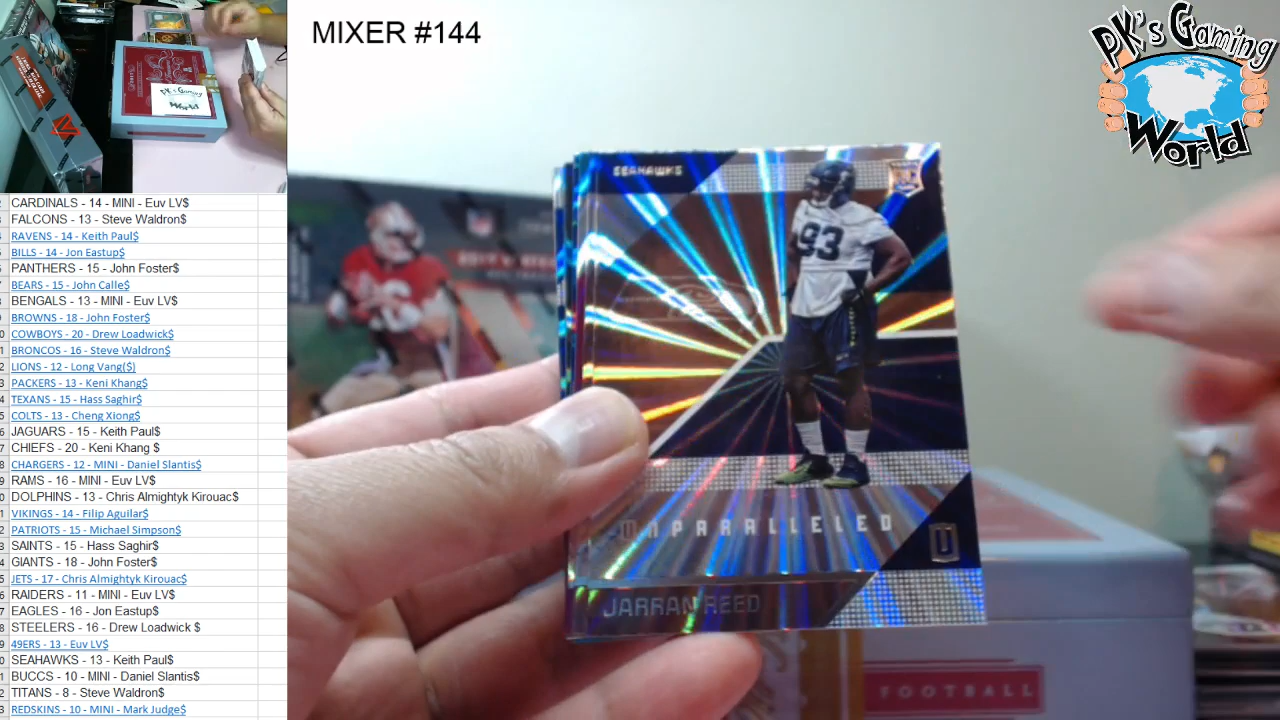 MIXER #144
PK's Gaming
World
PK's Gaming
World
CARDINALS - 14 - MINI - Euv LV$
FALCONS - 13 - Steve Waldron$
RAVENS - 14 - Keith Paul$
BILLS - 14 - Jon Eastup$
PANTHERS - 15 - John Foster$
BEARS - 15 - John Calle$
BENGALS - 13 - MINI - Euv LV$
BROWNS - 18 - John Foster$
COWBOYS - 20 - Drew Loadwick$
BRONCOS - 16 - Steve Waldron$
LIONS - 12 - Long Vang($)
PACKERS - 13 - Keni Khang$
TEXANS - 15 - Hass Saghir$
COLTS - 13 - Cheng Xiong$
JAGUARS - 15 - Keith Paul$
CHIEFS - 20 - Keni Khang $
CHARGERS - 12 - MINI - Daniel Slantis$
RAMS - 16 - MINI - Euv LV$
DOLPHINS - 13 - Chris Almightyk Kirouac$
VIKINGS - 14 - Filip Aguilar$
PATRIOTS - 15 - Michael Simpson$
SAINTS - 15 - Hass Saghir$
GIANTS - 18 - John Foster$
JETS - 17 - Chris Almightyk Kirouac$
RAIDERS - 11 - MINI - Euv LV$
EAGLES - 16 - Jon Eastup$
STEELERS - 16 - Drew Loadwick $
49ERS - 13 - Euv LV$
SEAHAWKS - 13 - Keith Paul$
BUCCS - 10 - MINI - Daniel Slantis$
TITANS - 8 - Steve Waldron$
REDSKINS - 10 - MINI - Mark Judge$
SEAHAWKS
93
UNPARALLELED
U
JARRAN REED
NFL
FOOTBALL